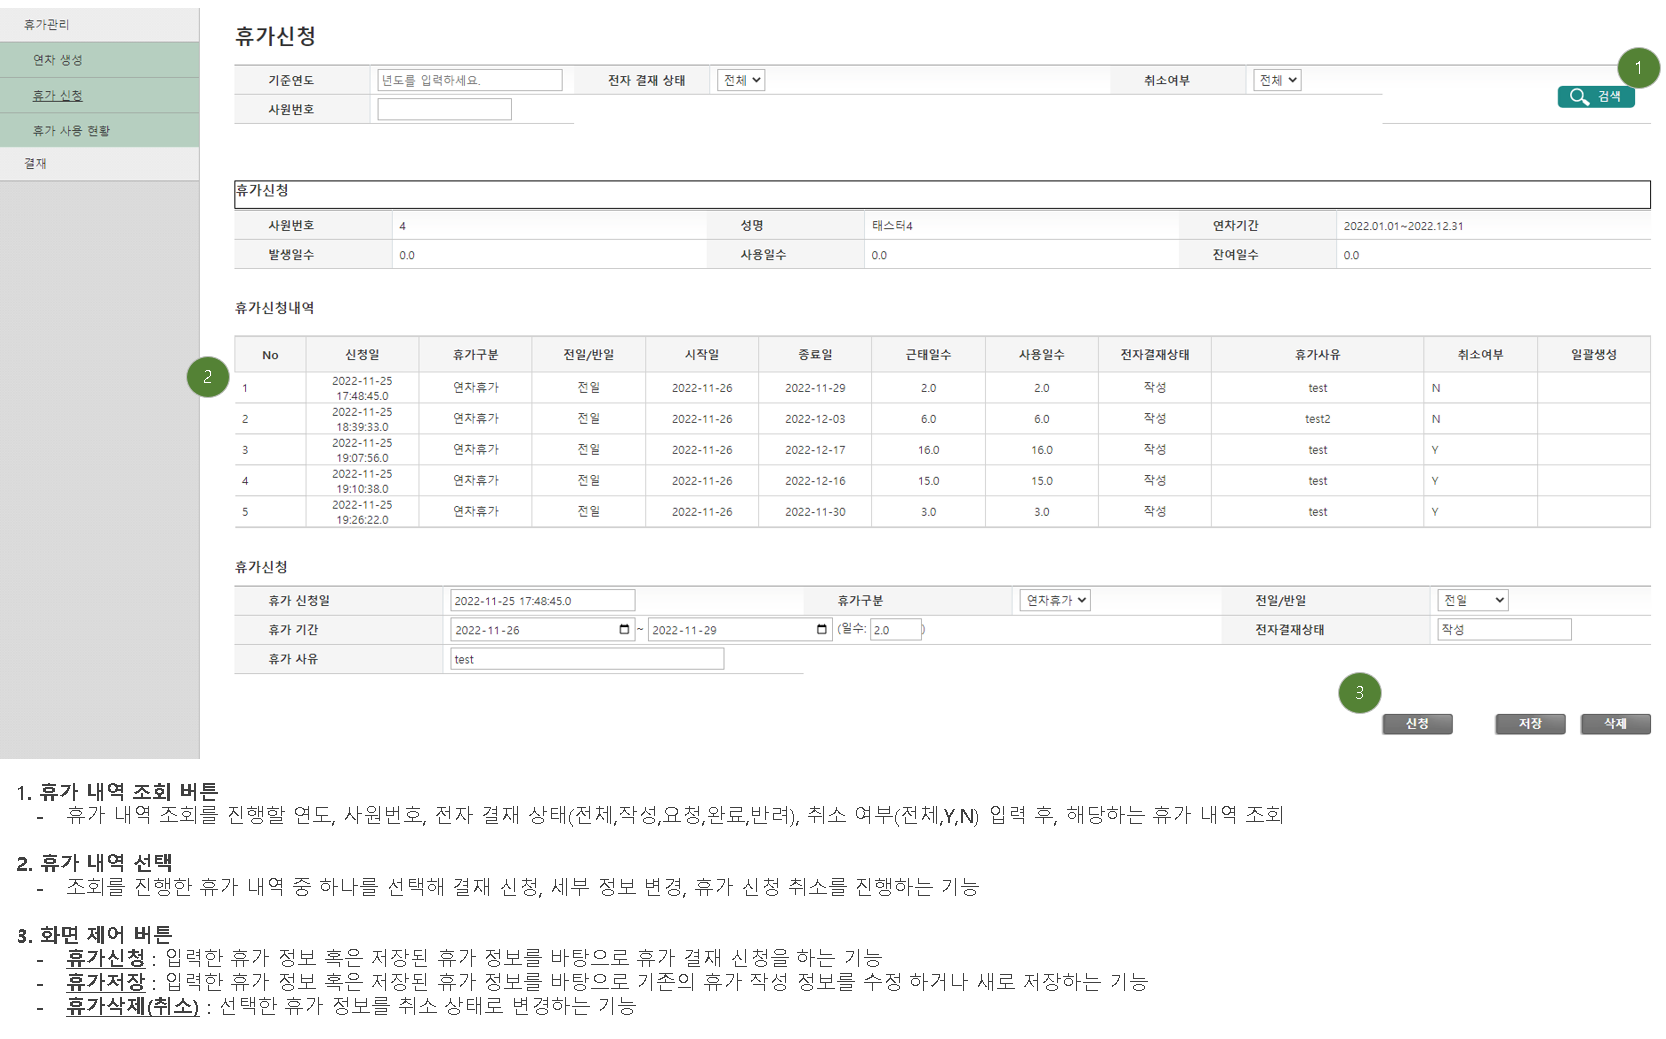 휴가관리
연차 생성
휴가 신청
휴가 사용 현황
결재
휴가신청
기준연도 년도를 입력하세요. 전자 결재 상태 전체 취소여부 전체
1
검색
사원번호
휴가신청
사원번호 4 성명 태스터4 연차기간 2022.01.01~2022.12.31
발생일수 0.0 사용일수 0.0 잔여일수 0.0
휴가신청내역
No 신청일 휴가구분 전일/반일 시작일 종료일 근태일수 사용일수 전자결재상태 휴가사유 취소여부 일괄생성
2
1 2022-11-25 17:48:45.0 연차휴가 전일 2022-11-26 2022-11-29 2.0 2.0 작성 test N
2 2022-11-25 18:39:33.0 연차휴가 전일 2022-11-26 2022-12-03 6.0 6.0 작성 test2 N
3 2022-11-25 19:07:56.0 연차휴가 전일 2022-11-26 2022-12-17 16.0 16.0 작성 test Y
4 2022-11-25 19:10:38.0 연차휴가 전일 2022-11-26 2022-12-16 15.0 15.0 작성 test Y
5 2022-11-25 19:26:22.0 연차휴가 전일 2022-11-26 2022-11-30 3.0 3.0 작성 test Y
휴가신청
휴가 신청일 2022-11-25 17:48:45.0 휴가구분 연자휴가 전일/반일 전일
휴가 기간 2022-11-26 ~ 2022-11-29 (일수: 2.0 ) 전자결재상태 작성
휴가 사유 test
3
신청 저장 삭제
1. 휴가 내역 조회 버튼
- 휴가 내역 조회를 진행할 연도, 사원번호, 전자 결재 상태(전체,작성,요청,완료,반려), 취소 여부(전체,Y,N) 입력 후, 해당하는 휴가 내역 조회
2. 휴가 내역 선택
- 조회를 진행한 휴가 내역 중 하나를 선택해 결재 신청, 세부 정보 변경, 휴가 신청 취소를 진행하는 기능
3. 화면 제어 버튼
- 휴가신청 : 입력한 휴가 정보 혹은 저장된 휴가 정보를 바탕으로 휴가 결재 신청을 하는 기능
- 휴가저장 : 입력한 휴가 정보 혹은 저장된 휴가 정보를 바탕으로 기존의 휴가 작성 정보를 수정 하거나 새로 저장하는 기능
- 휴가삭제(취소) : 선택한 휴가 정보를 취소 상태로 변경하는 기능